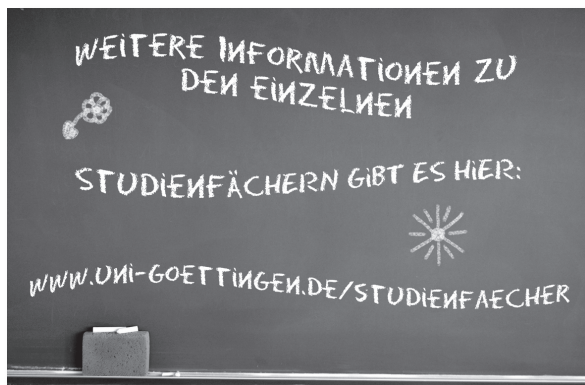 WEITERE INFORMATIONEN ZU
DEN EINZELNEN
STUDIENFÄCHERN GIBT ES HIER:
WWW.UNI-GOETTINGEN.DE/STUDIENFAECHER